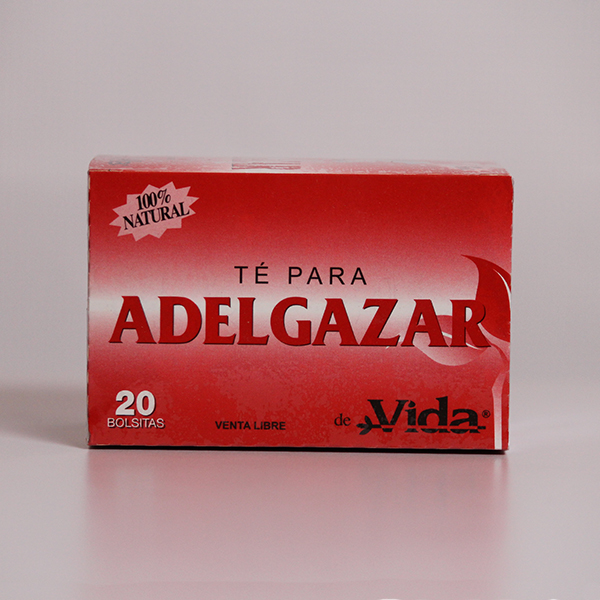 100%
NATURAL
TÉ PARA
ADELGAZAR
20
BOLSITAS
VENTA LIBRE
de Vida®